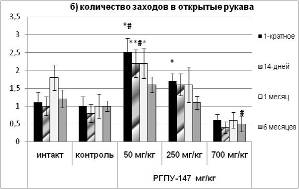 б) количество заходов в открытые рукава
3,5
3
2,5
2
1,5
1
0,5
0
*#
**#*
*
#
1-кратное
14-дней
1 месяц
6 месяцев
интакт контроль 50 мг/кг 250 мг/кг 700 мг/кг
РГПУ-147 мг/кг